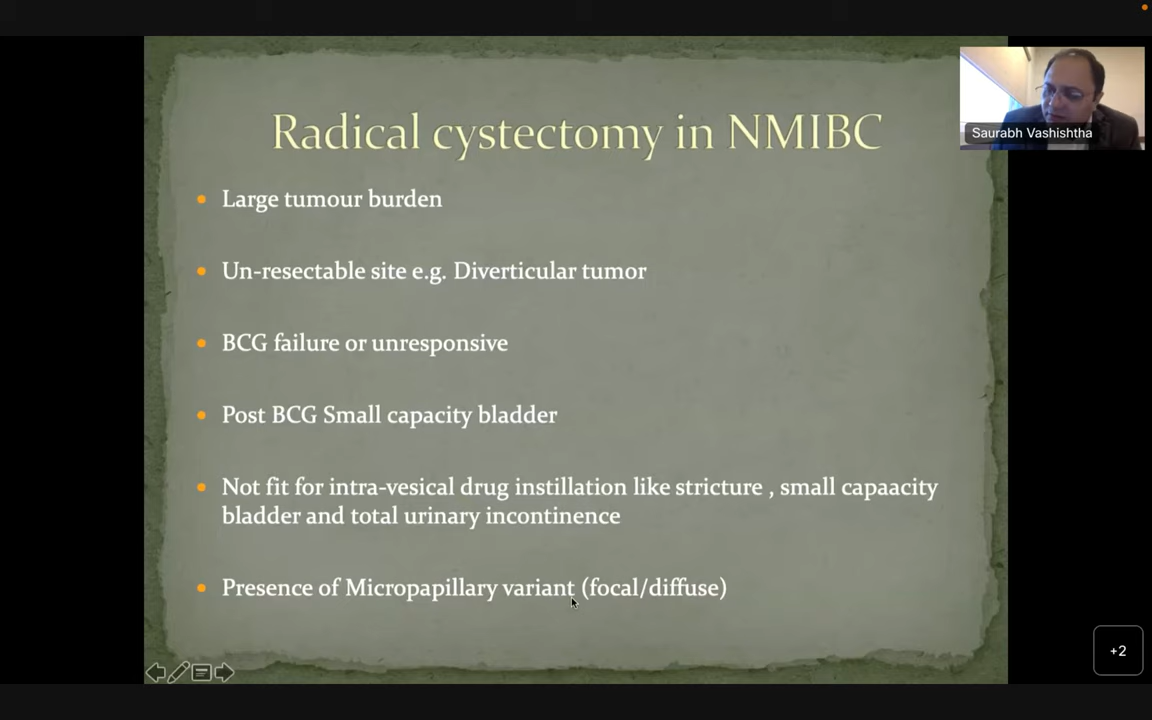 Radical cystectomy in NMIBC
Saurabh Vashishtha
• Large tumour burden
• Un-resectable site e.g. Diverticular tumor
• BCG failure or unresponsive
• Post BCG Small capacity bladder
• Not fit for intra-vesical drug instillation like stricture , small capaacity
bladder and total urinary incontinence
• Presence of Micropapillary variant (focal/diffuse)
+2